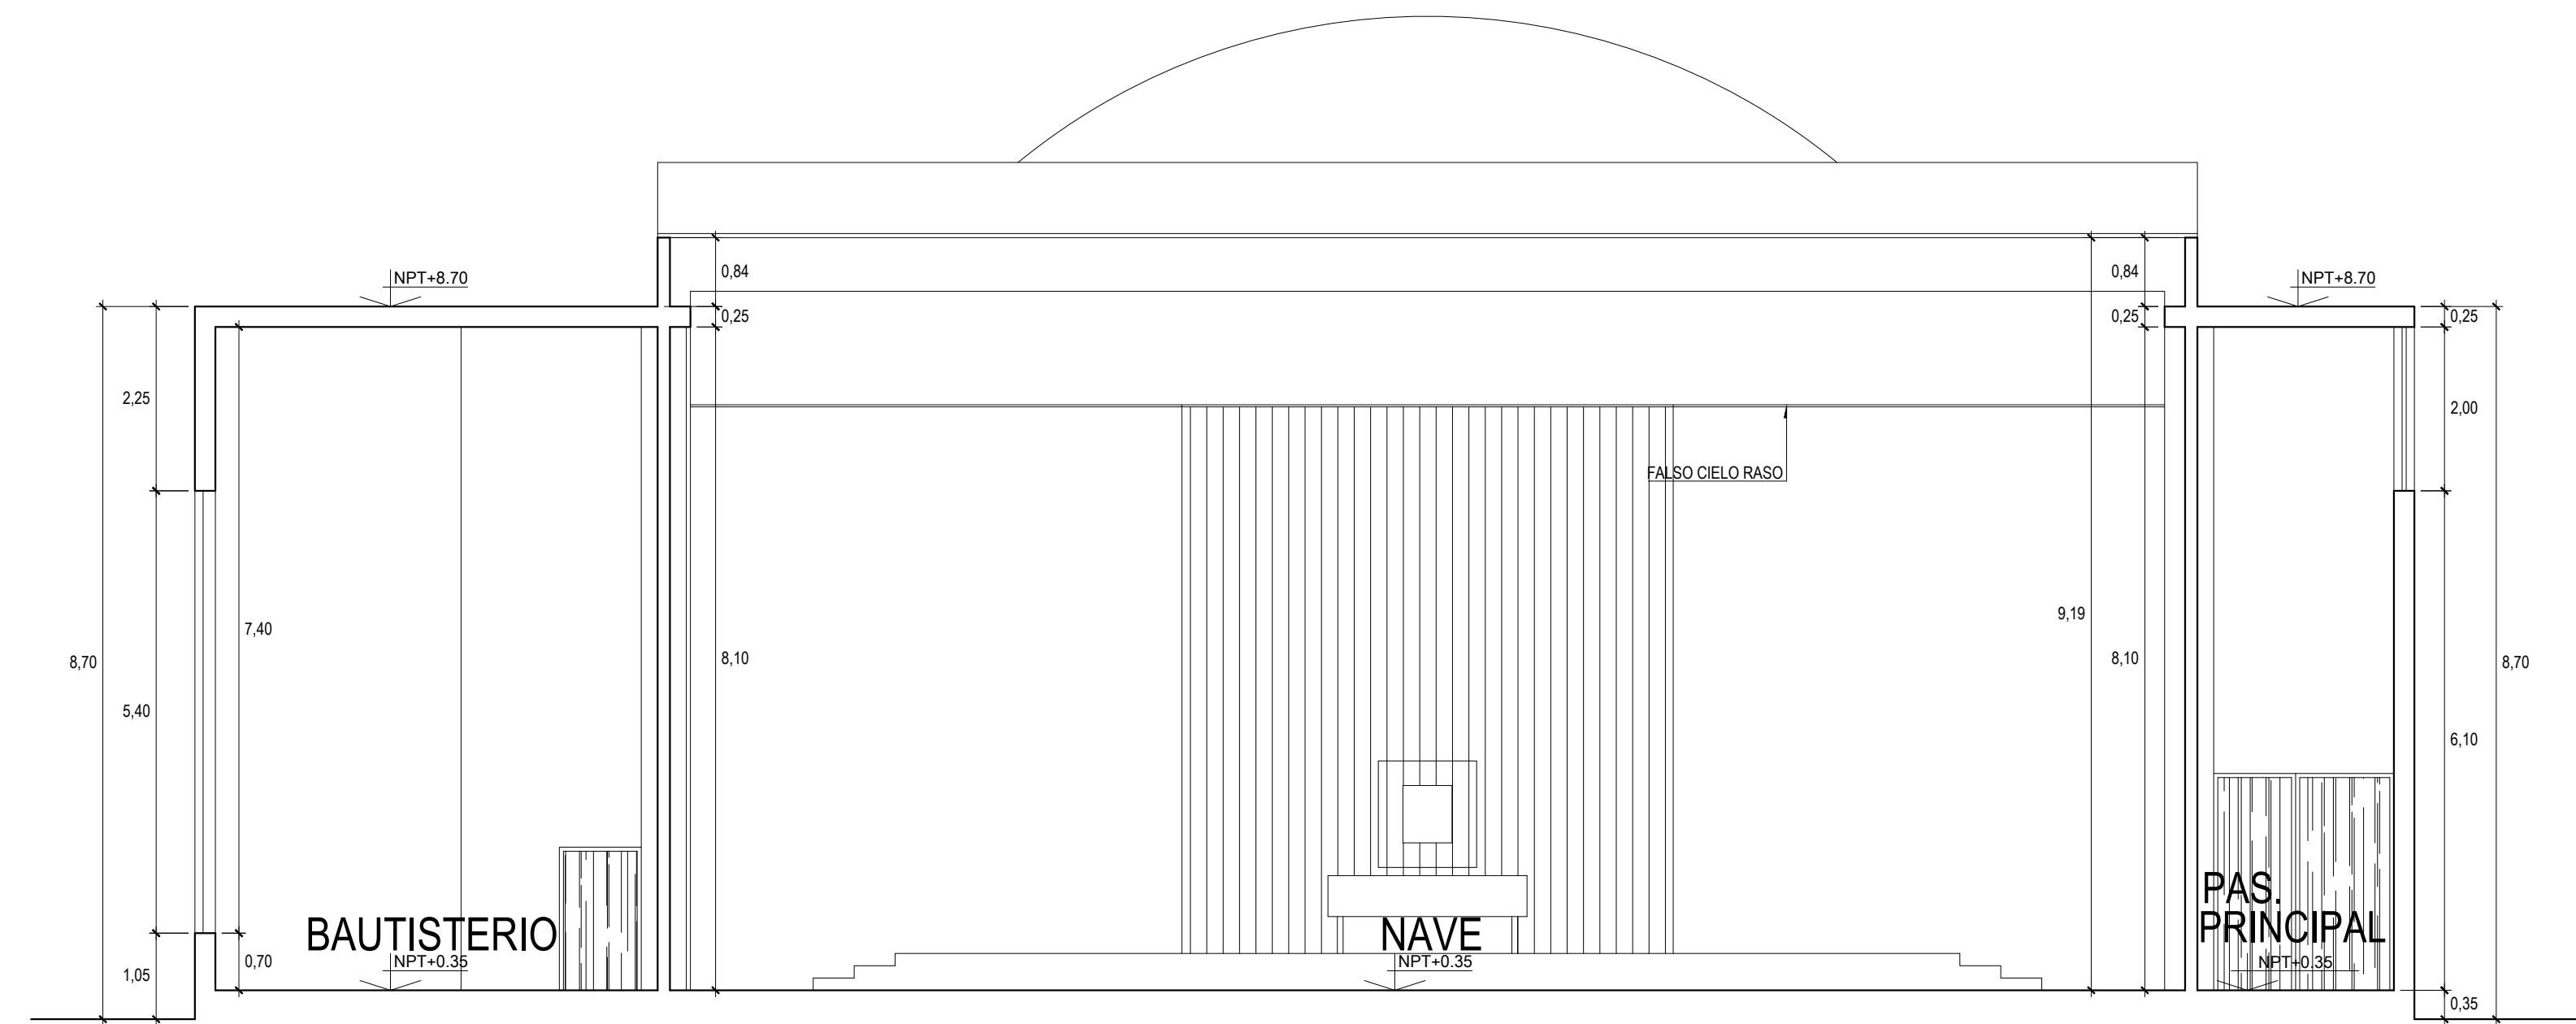 0,84
0,84
NPT+8.70
NPT+8.70
0,25
0,25
0,25
2,25
2,00
FALSO CIELO RASO
7,40
9,19
8,70
8,10
8,10
8,70
5,40
6,10
PAS.
PRINCIPAL
BAUTISTERIO
NAVE
NPT+0.35
NPT+0.35
NPT+0.35
0,70
1,05
0,35